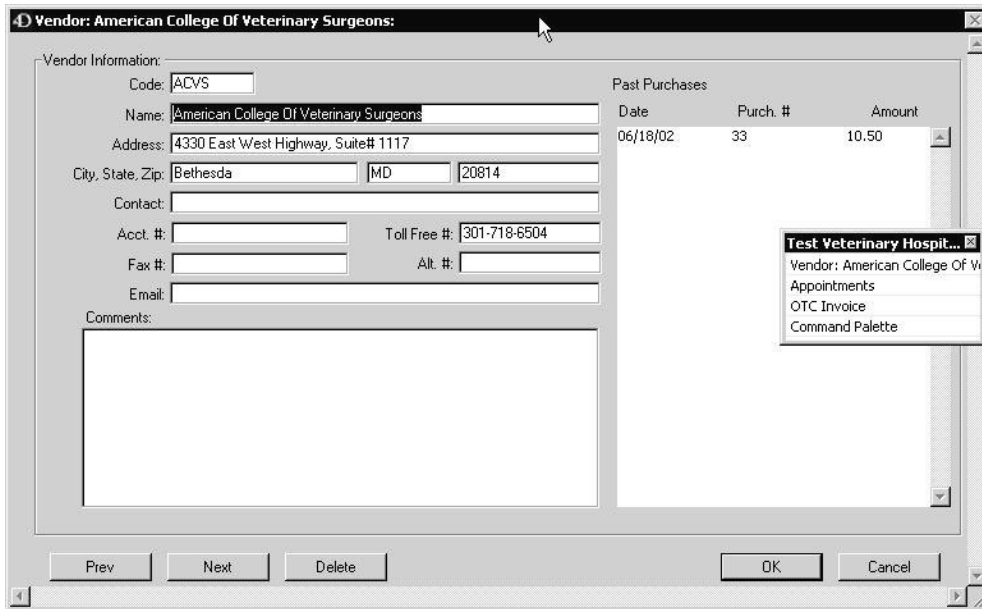 4D Vendor: American College Of Veterinary Surgeons:
Vendor Information:
Code: ACVS
Name: American College Of Veterinary Surgeons
Address: 4330 East West Highway, Suite# 1117
City, State, Zip: Bethesda MD 20814
Contact:
Acct. #: Toll Free #: 301-718-6504
Fax #: Alt. #:
Email:
Comments:
Past Purchases
Date Purch. # Amount
06/18/02 33 10.50
Test Veterinary Hospit...
Vendor: American College Of Ve
Appointments
OTC Invoice
Command Palette
Prev Next Delete OK Cancel